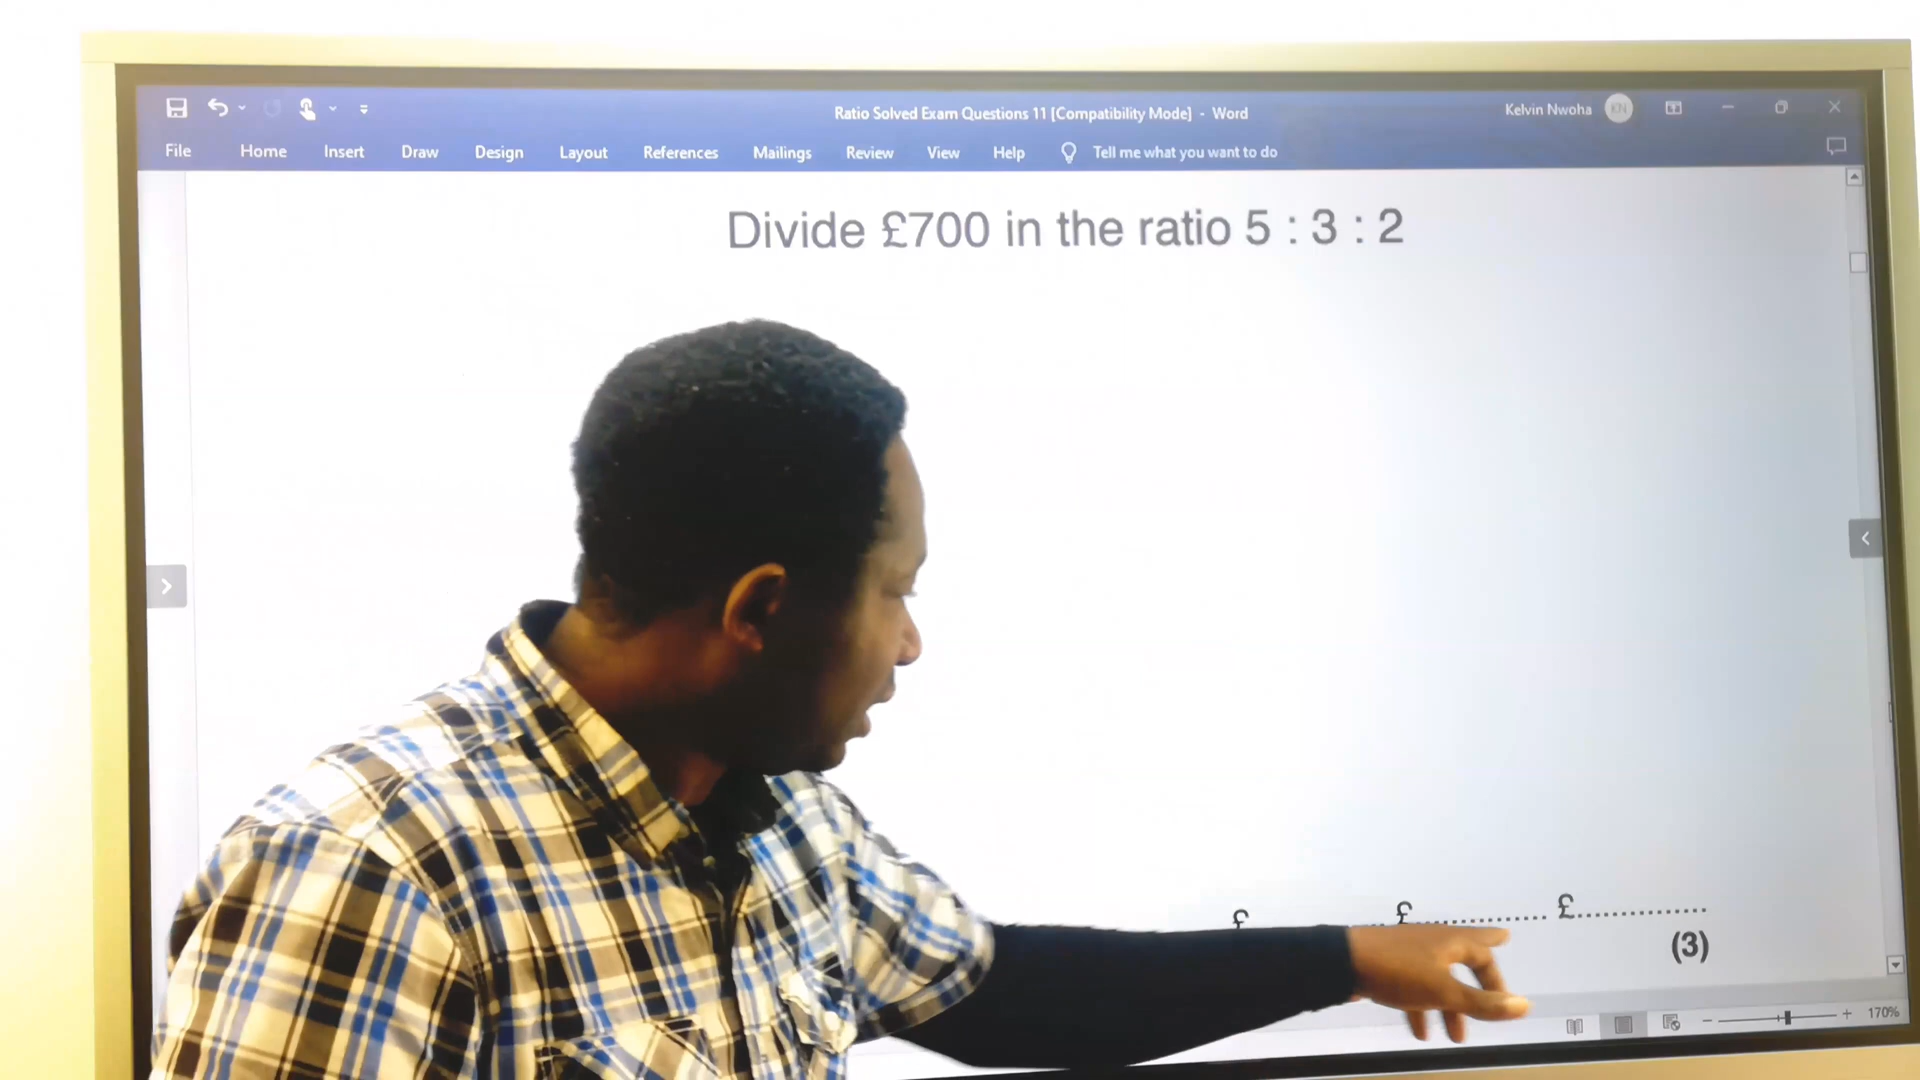 Ratio Solved Exam Questions 11 [Compatibility Mode] - Word
Kelvin Nwoha KN
File Home Insert Draw Design Layout References Mailings Review View Help Tell me what you want to do
Divide £700 in the ratio 5 : 3 : 2
£ £.................. £..................
(3)
170%